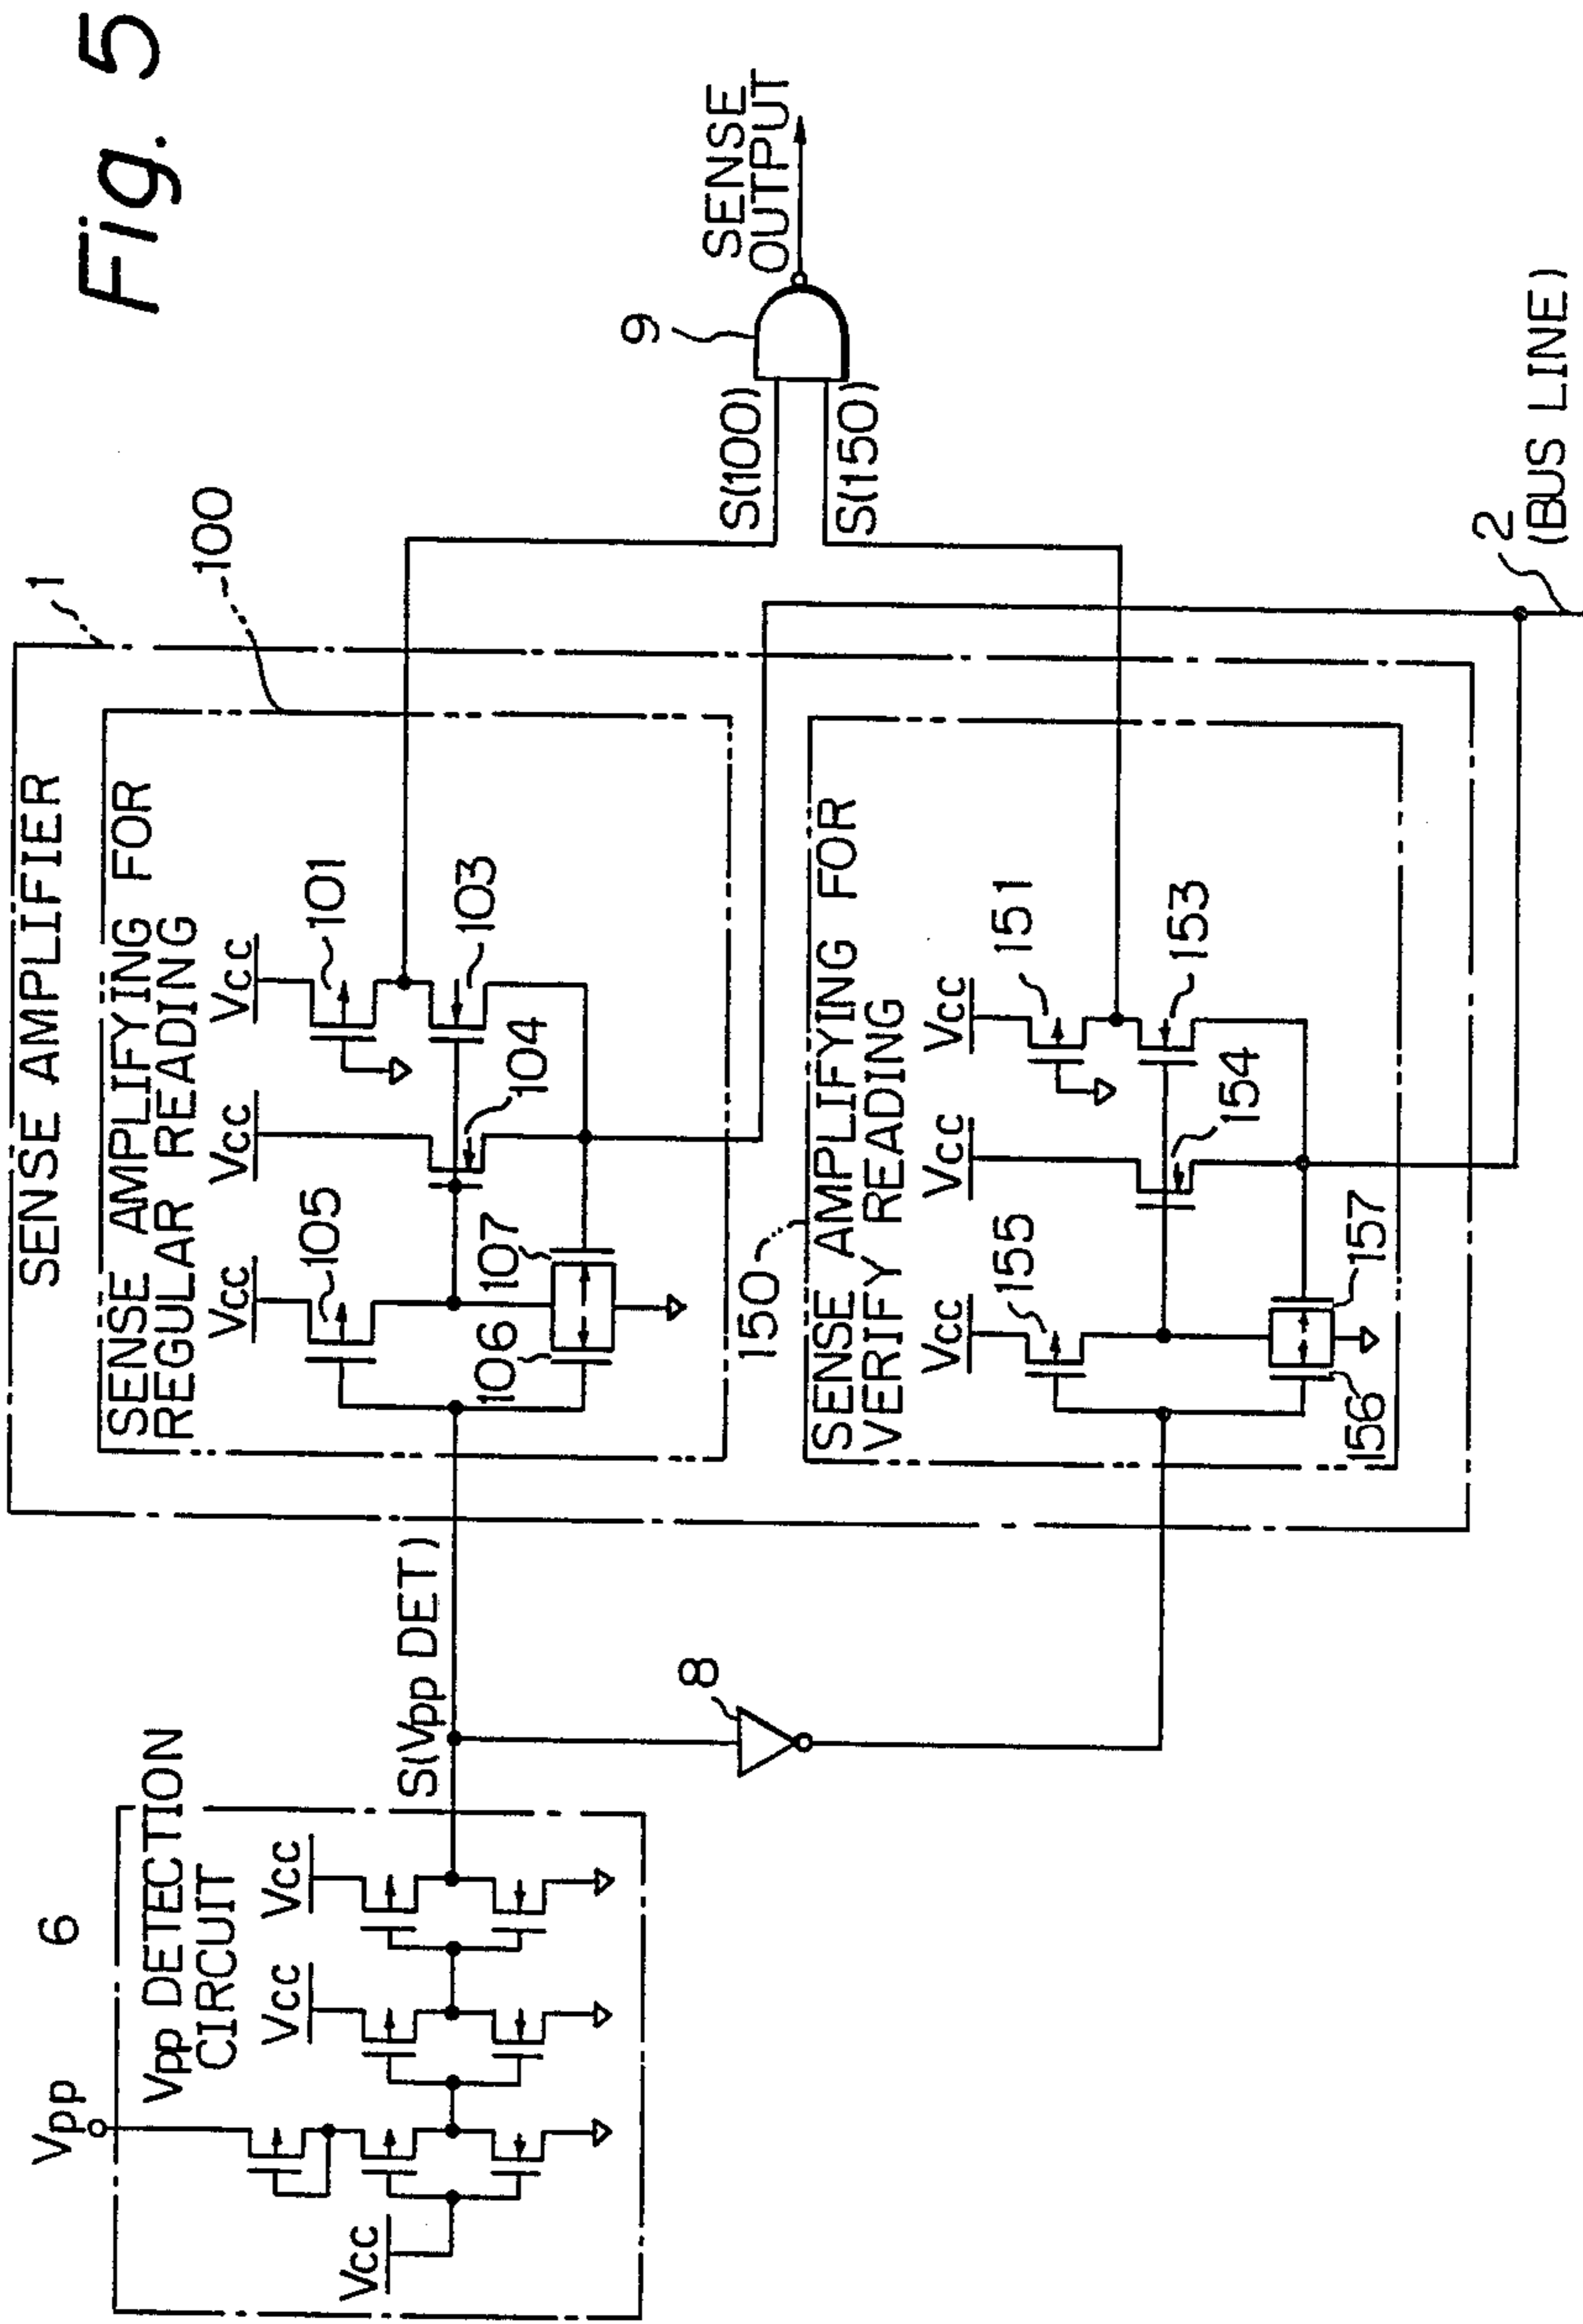 Fig. 5
1
SENSE AMPLIFIER
100
SENSE AMPLIFYING FOR
REGULAR READING
Vcc
Vcc
Vcc
105
101
103
104
106
107
6
Vpp
Vpp DETECTION
CIRCUIT
Vcc
Vcc
Vcc
S(Vpp DET)
8
150
SENSE AMPLIFYING FOR
VERIFY READING
Vcc
Vcc
Vcc
155
151
153
154
156
157
S(100)
S(150)
9
SENSE
OUTPUT
2
(BUS LINE)